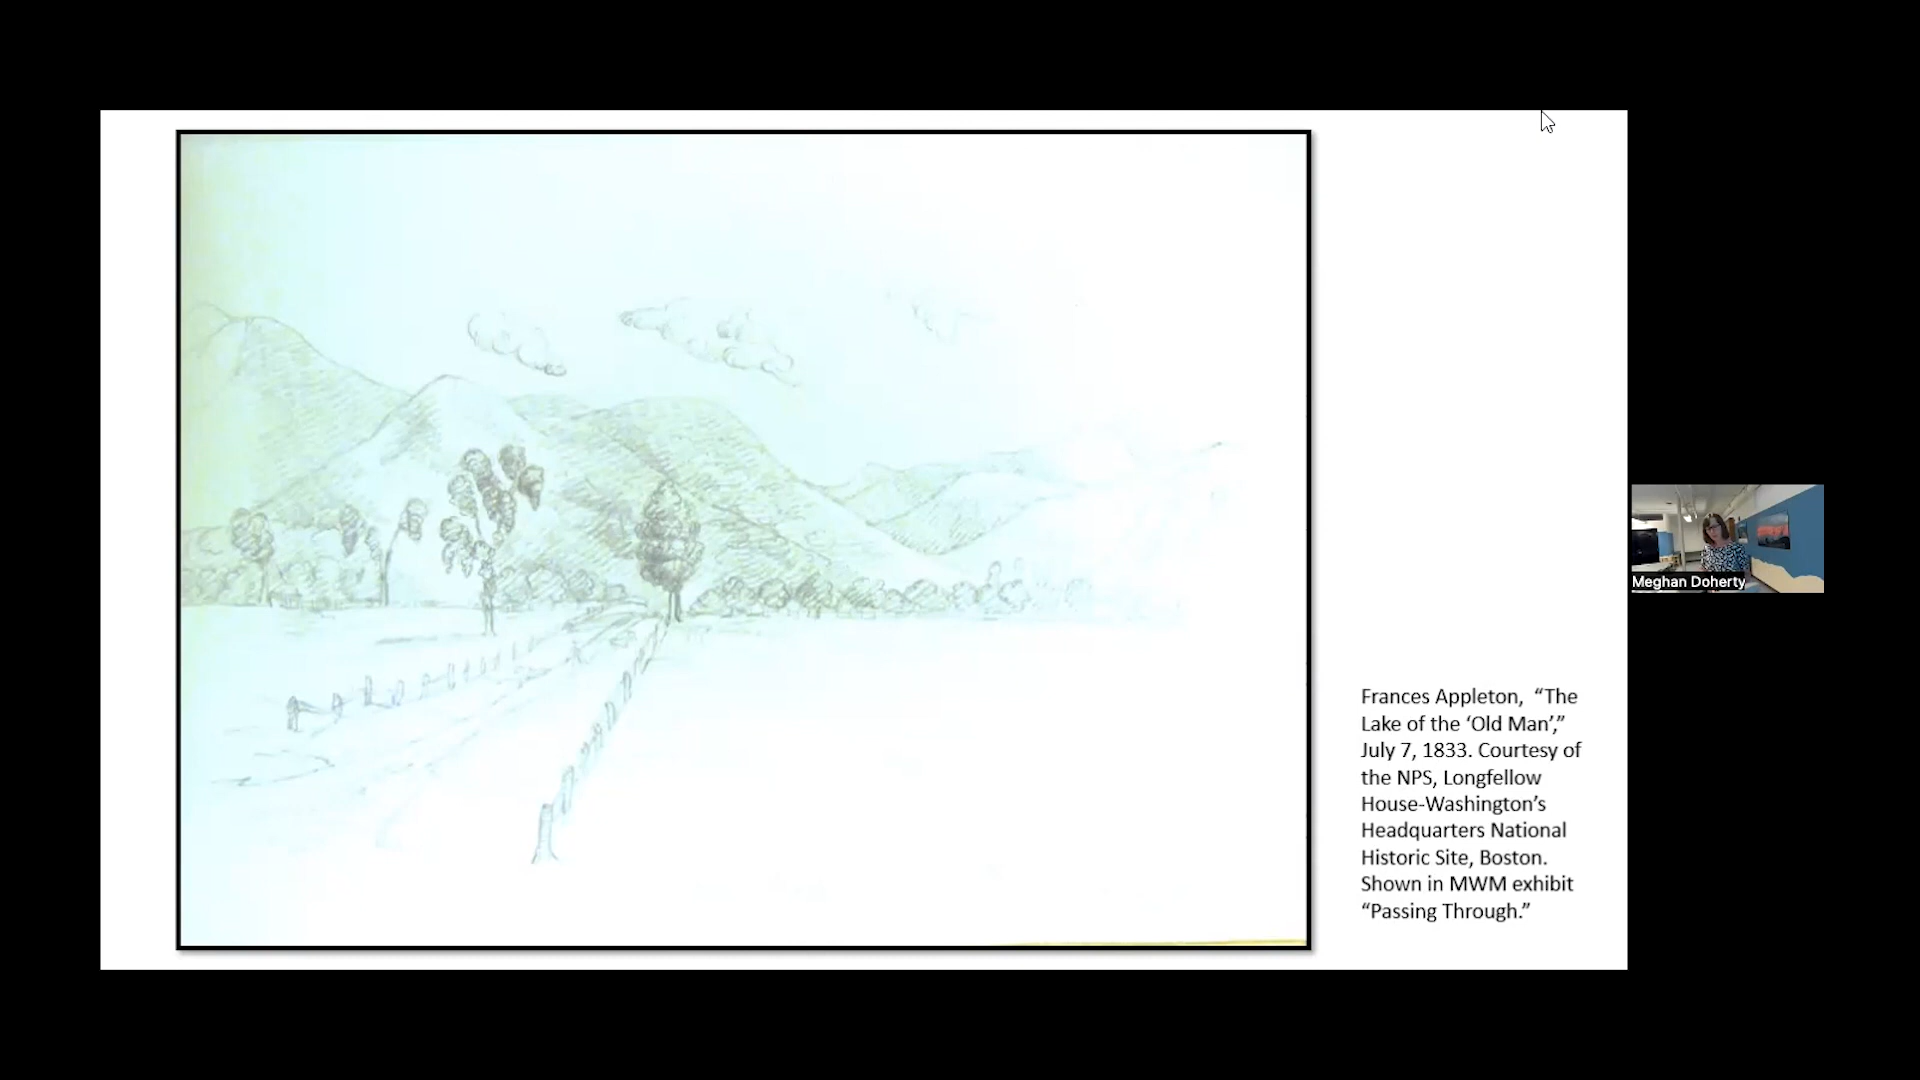 Frances Appleton, “The
Lake of the ‘Old Man’,”
July 7, 1833. Courtesy of
the NPS, Longfellow
House-Washington’s
Headquarters National
Historic Site, Boston.
Shown in MWM exhibit
“Passing Through.”
Meghan Doherty